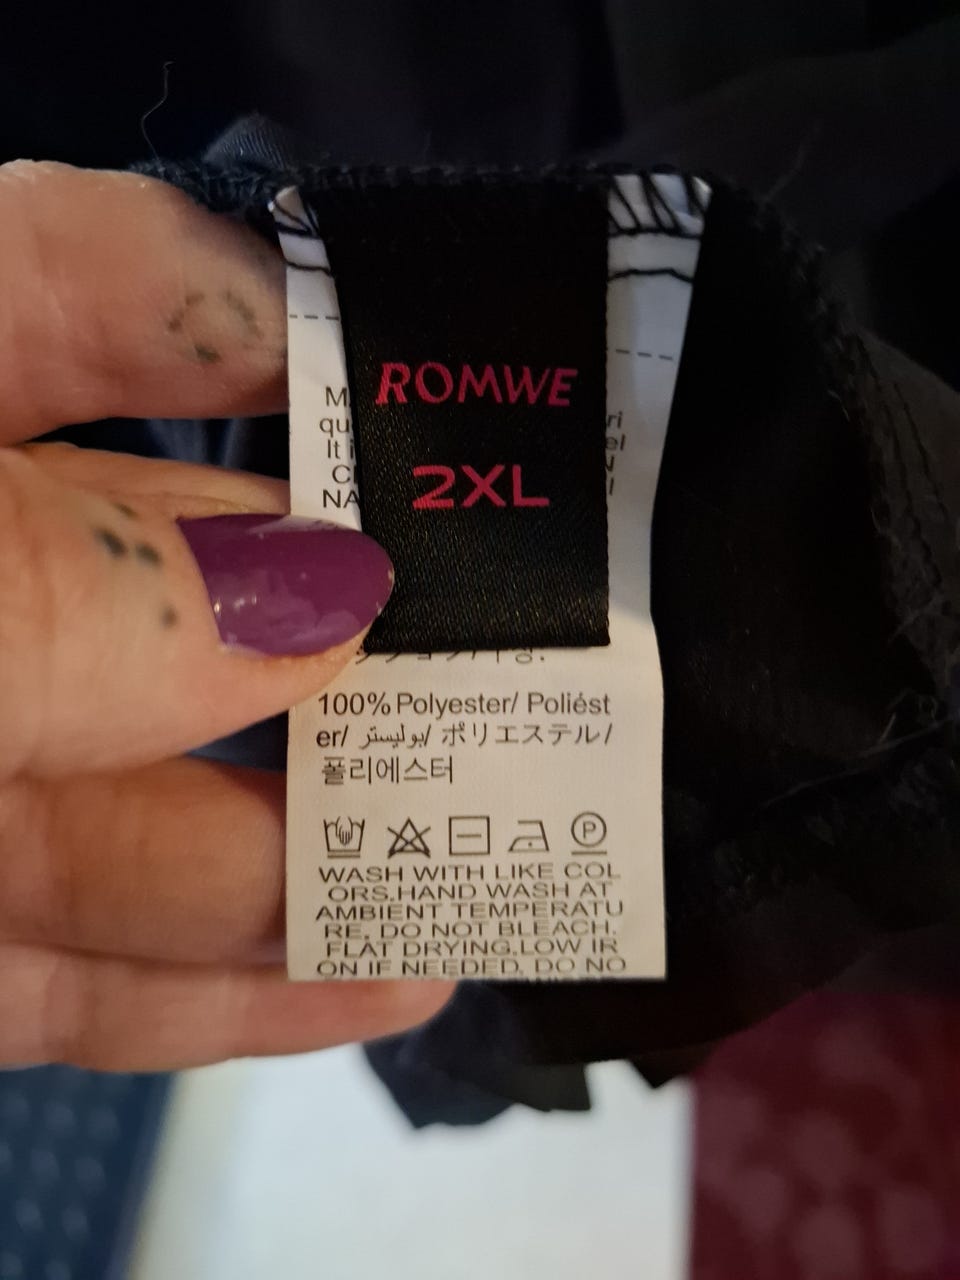 ROMWE
2XL
100% Polyester/ Poliést
er/ بوليستر/ ポリエステル/
폴리에스터
P
WASH WITH LIKE COL
ORS.HAND WASH AT
AMBIENT TEMPERATU
RE. DO NOT BLEACH.
FLAT DRYING.LOW IR
ON IF NEEDED. DO NO